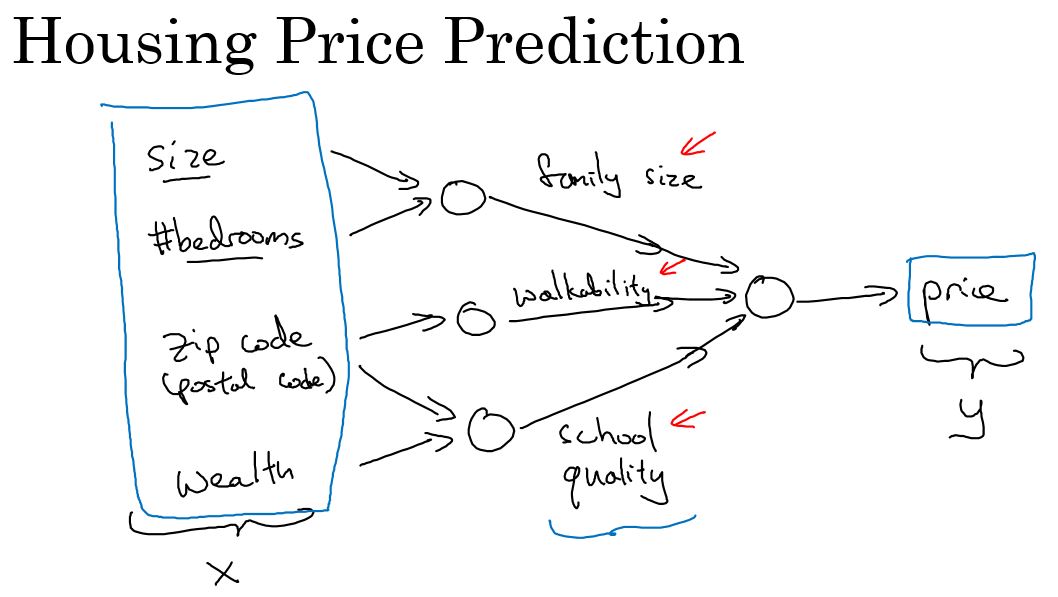 Housing Price Prediction
size
#bedrooms
zip code
(postal code)
wealth
x
family size
walkability
school
quality
price
y